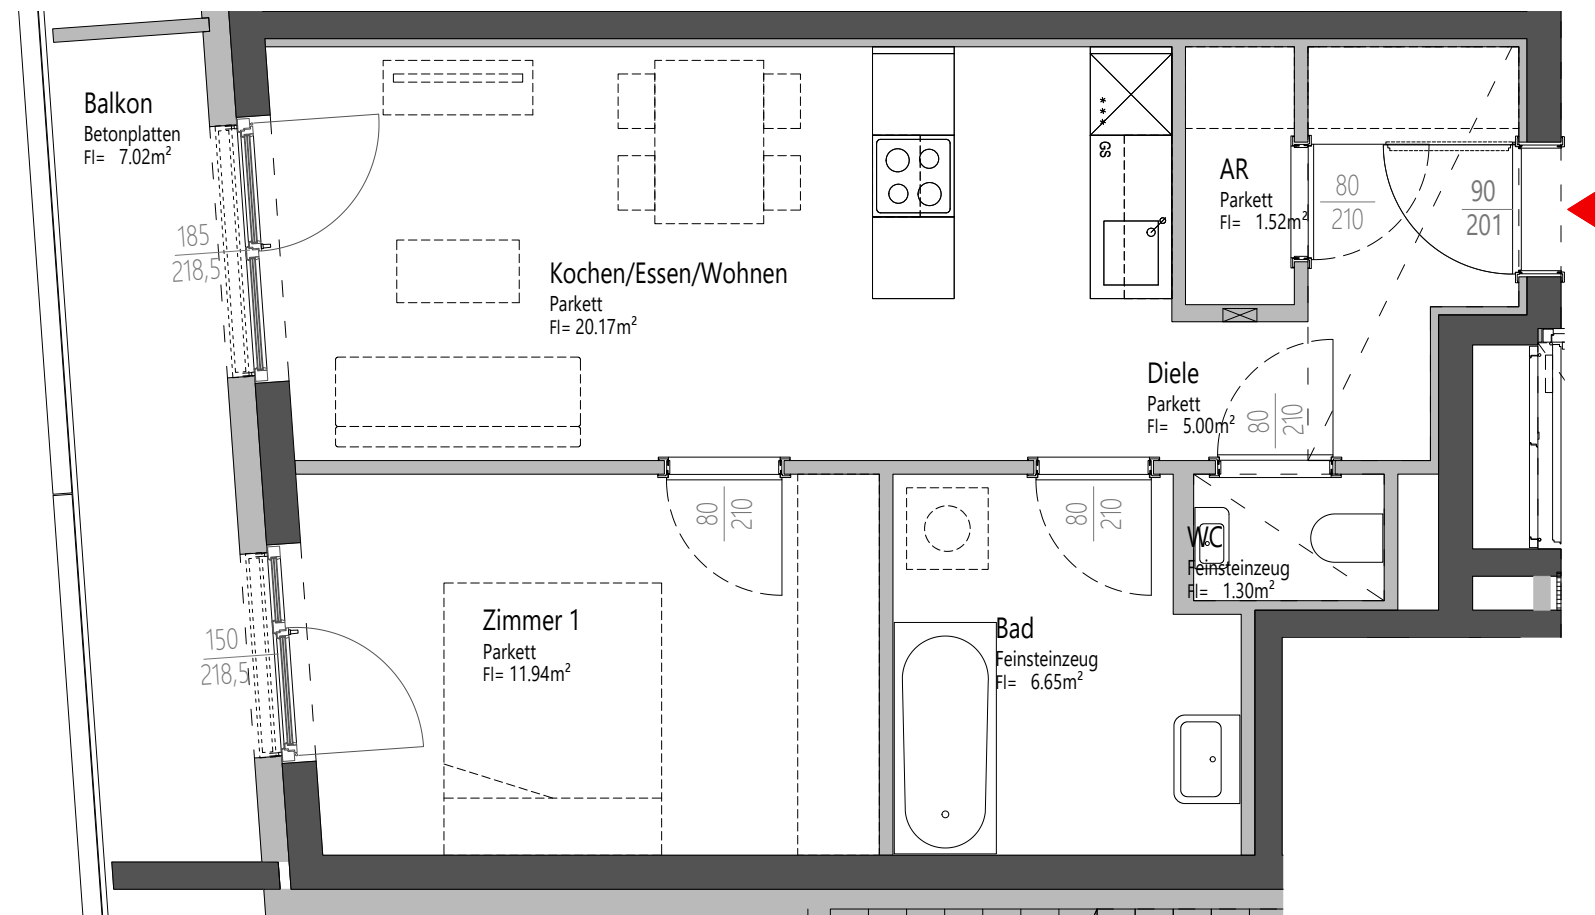 Balkon
Betonplatten
Fl= 7.02m²
185
218,5
Kochen/Essen/Wohnen
Parkett
Fl= 20.17m²
GS
AR
Parkett
Fl= 1.52m²
80
210
90
201
Diele
Parkett
Fl= 5.00m²
80
210
80
210
80
210
WC
Feinsteinzeug
Fl= 1.30m²
150
218,5
Zimmer 1
Parkett
Fl= 11.94m²
Bad
Feinsteinzeug
Fl= 6.65m²